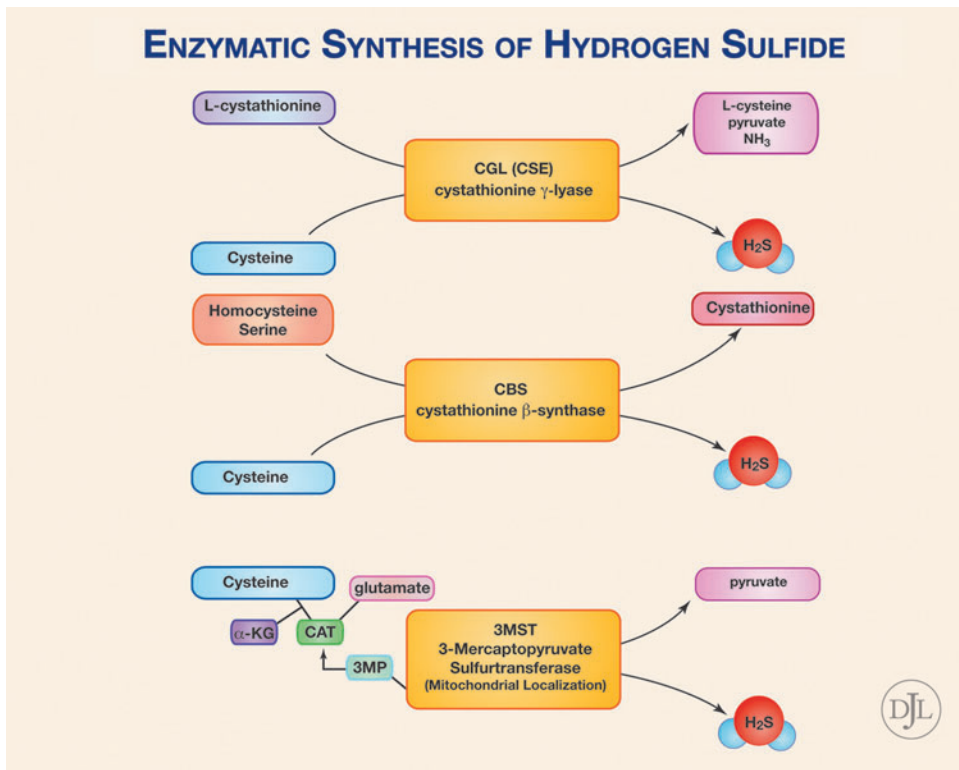 ENZYMATIC SYNTHESIS OF HYDROGEN SULFIDE
L-cystathionine
L-cysteine
pyruvate
NH₃
CGL (CSE)
cystathionine γ-lyase
Cysteine
H₂S
Homocysteine
Serine
Cystathionine
CBS
cystathionine β-synthase
Cysteine
H₂S
Cysteine
glutamate
pyruvate
α-KG
CAT
3MP
3MST
3-Mercaptopyruvate
Sulfurtransferase
(Mitochondrial Localization)
H₂S
DJL